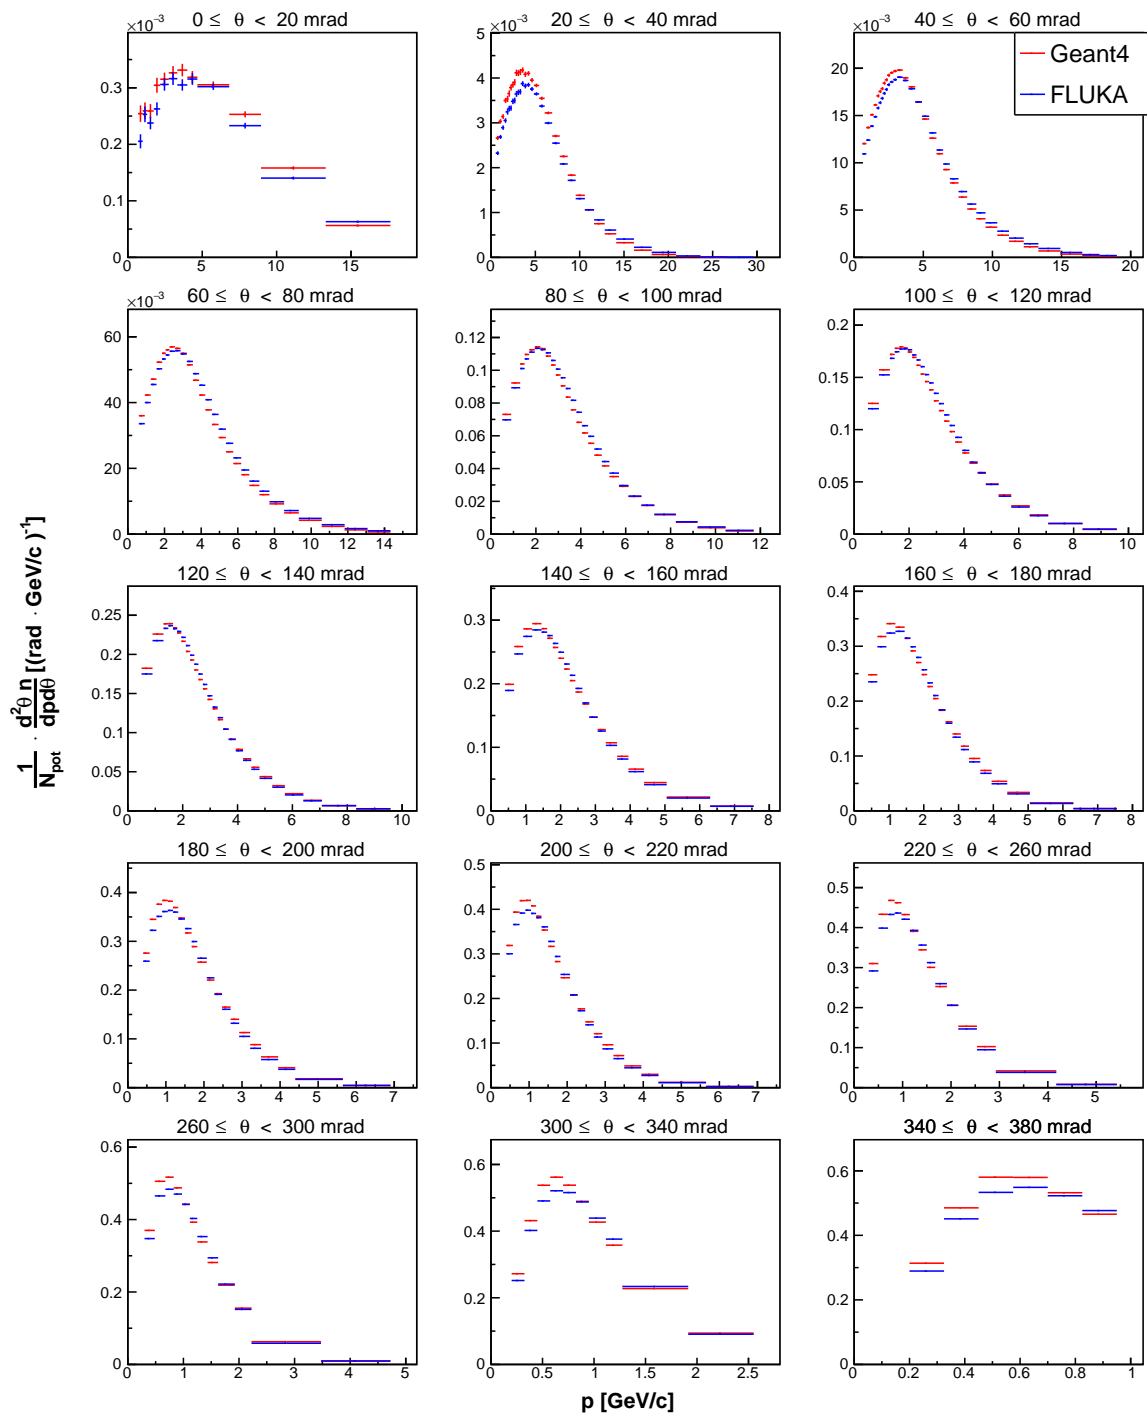 0 ≤ θ < 20 mrad
20 ≤ θ < 40 mrad
40 ≤ θ < 60 mrad
×10⁻³
×10⁻³
×10⁻³
0.3
0.2
0.1
0
0 5 10 15
5
4
3
2
1
0
0 5 10 15 20 25 30
20
10
0
0 5 10 15 20
Geant4
FLUKA
60 ≤ θ < 80 mrad
80 ≤ θ < 100 mrad
100 ≤ θ < 120 mrad
×10⁻³
60
40
20
0
0 2 4 6 8 10 12 14
0.12
0.1
0.08
0.06
0.04
0.02
0
0 2 4 6 8 10 12
0.2
0.15
0.1
0.05
0
0 2 4 6 8 10
120 ≤ θ < 140 mrad
140 ≤ θ < 160 mrad
160 ≤ θ < 180 mrad
0.25
0.2
0.15
0.1
0.05
0
0 2 4 6 8 10
0.3
0.2
0.1
0
0 1 2 3 4 5 6 7 8
0.4
0.3
0.2
0.1
0
0 1 2 3 4 5 6 7 8
180 ≤ θ < 200 mrad
200 ≤ θ < 220 mrad
220 ≤ θ < 260 mrad
0.4
0.3
0.2
0.1
0
0 1 2 3 4 5 6 7
0.5
0.4
0.3
0.2
0.1
0
0 1 2 3 4 5 6 7
0.5
0.4
0.3
0.2
0.1
0
0 1 2 3 4 5
260 ≤ θ < 300 mrad
300 ≤ θ < 340 mrad
340 ≤ θ < 380 mrad
0.6
0.4
0.2
0
0 1 2 3 4 5
0.6
0.4
0.2
0
0 0.5 1 1.5 2 2.5
0.6
0.4
0.2
0
0 0.2 0.4 0.6 0.8 1
1/N_pot · d²θ n/dpdθ [(rad · GeV/c )⁻¹]
p [GeV/c]